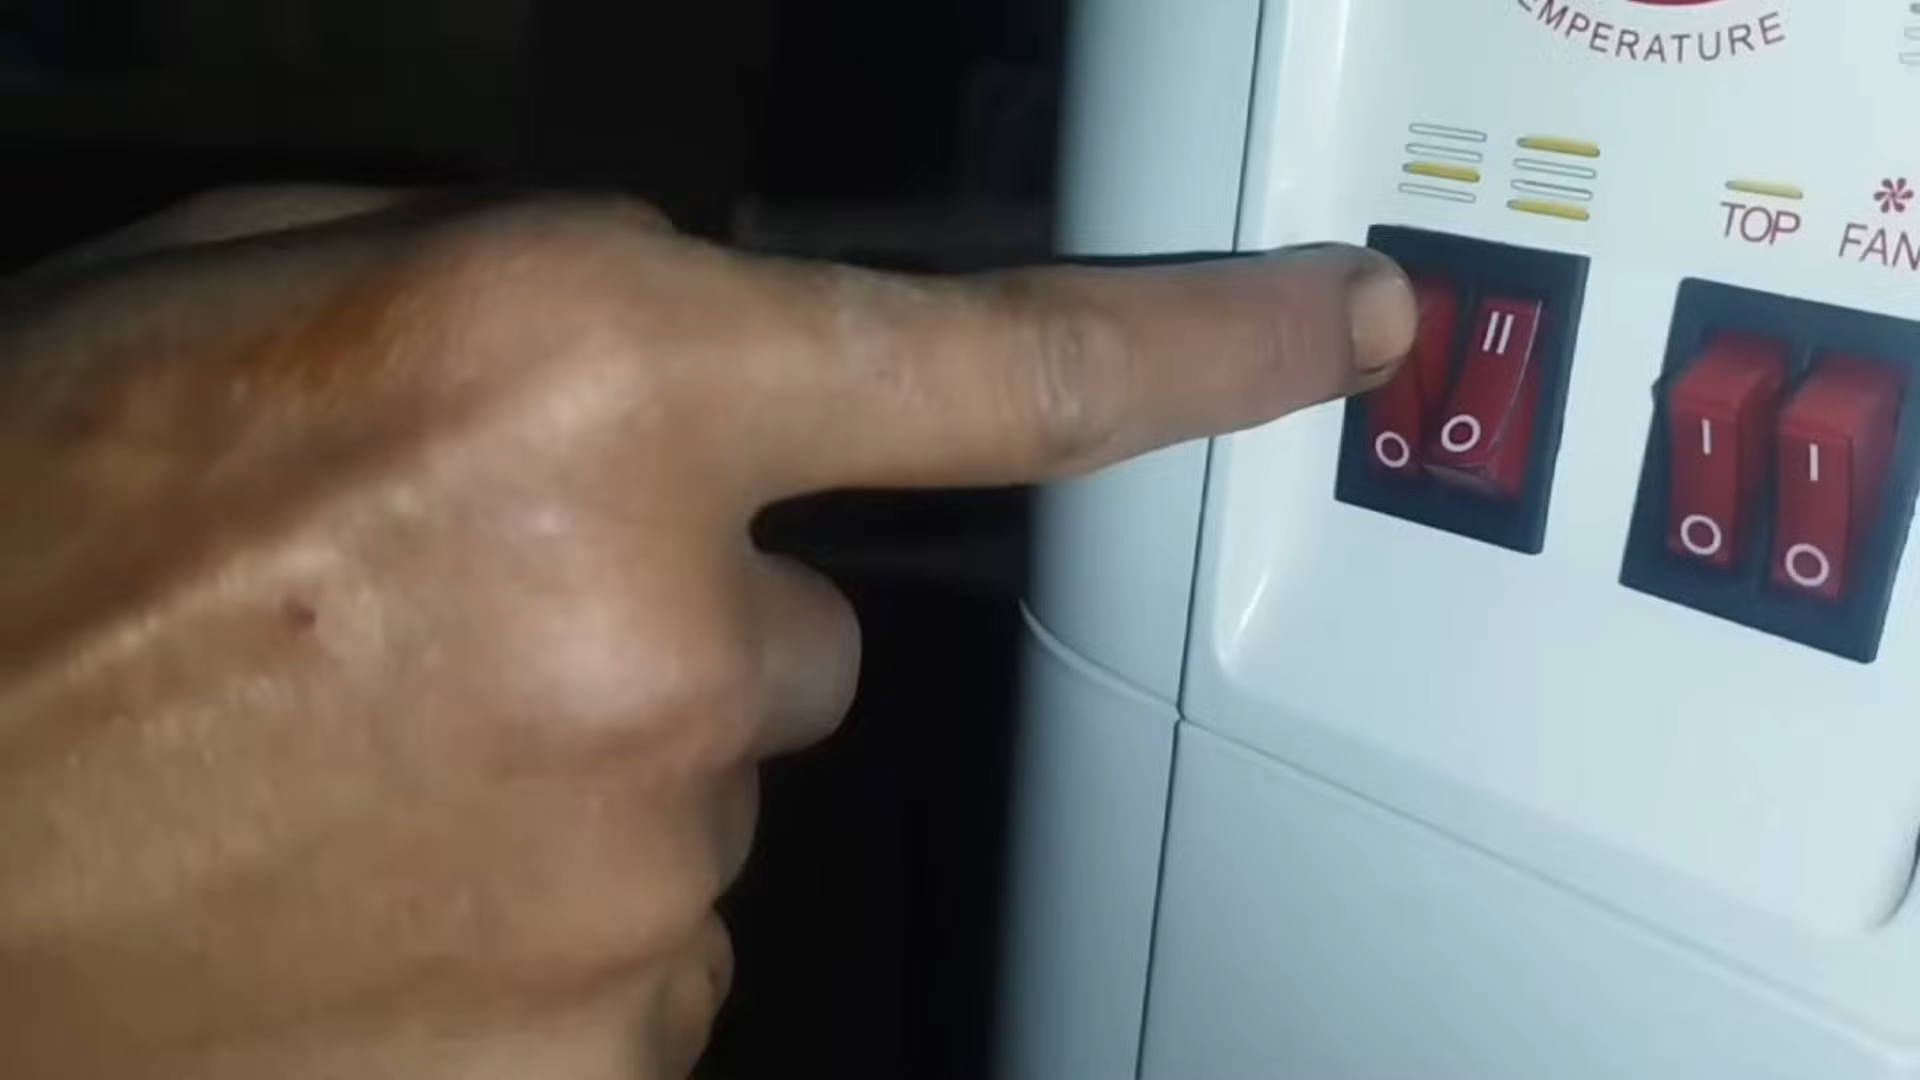 EMPERATURE
TOP FAN
II
O O
I I
O O